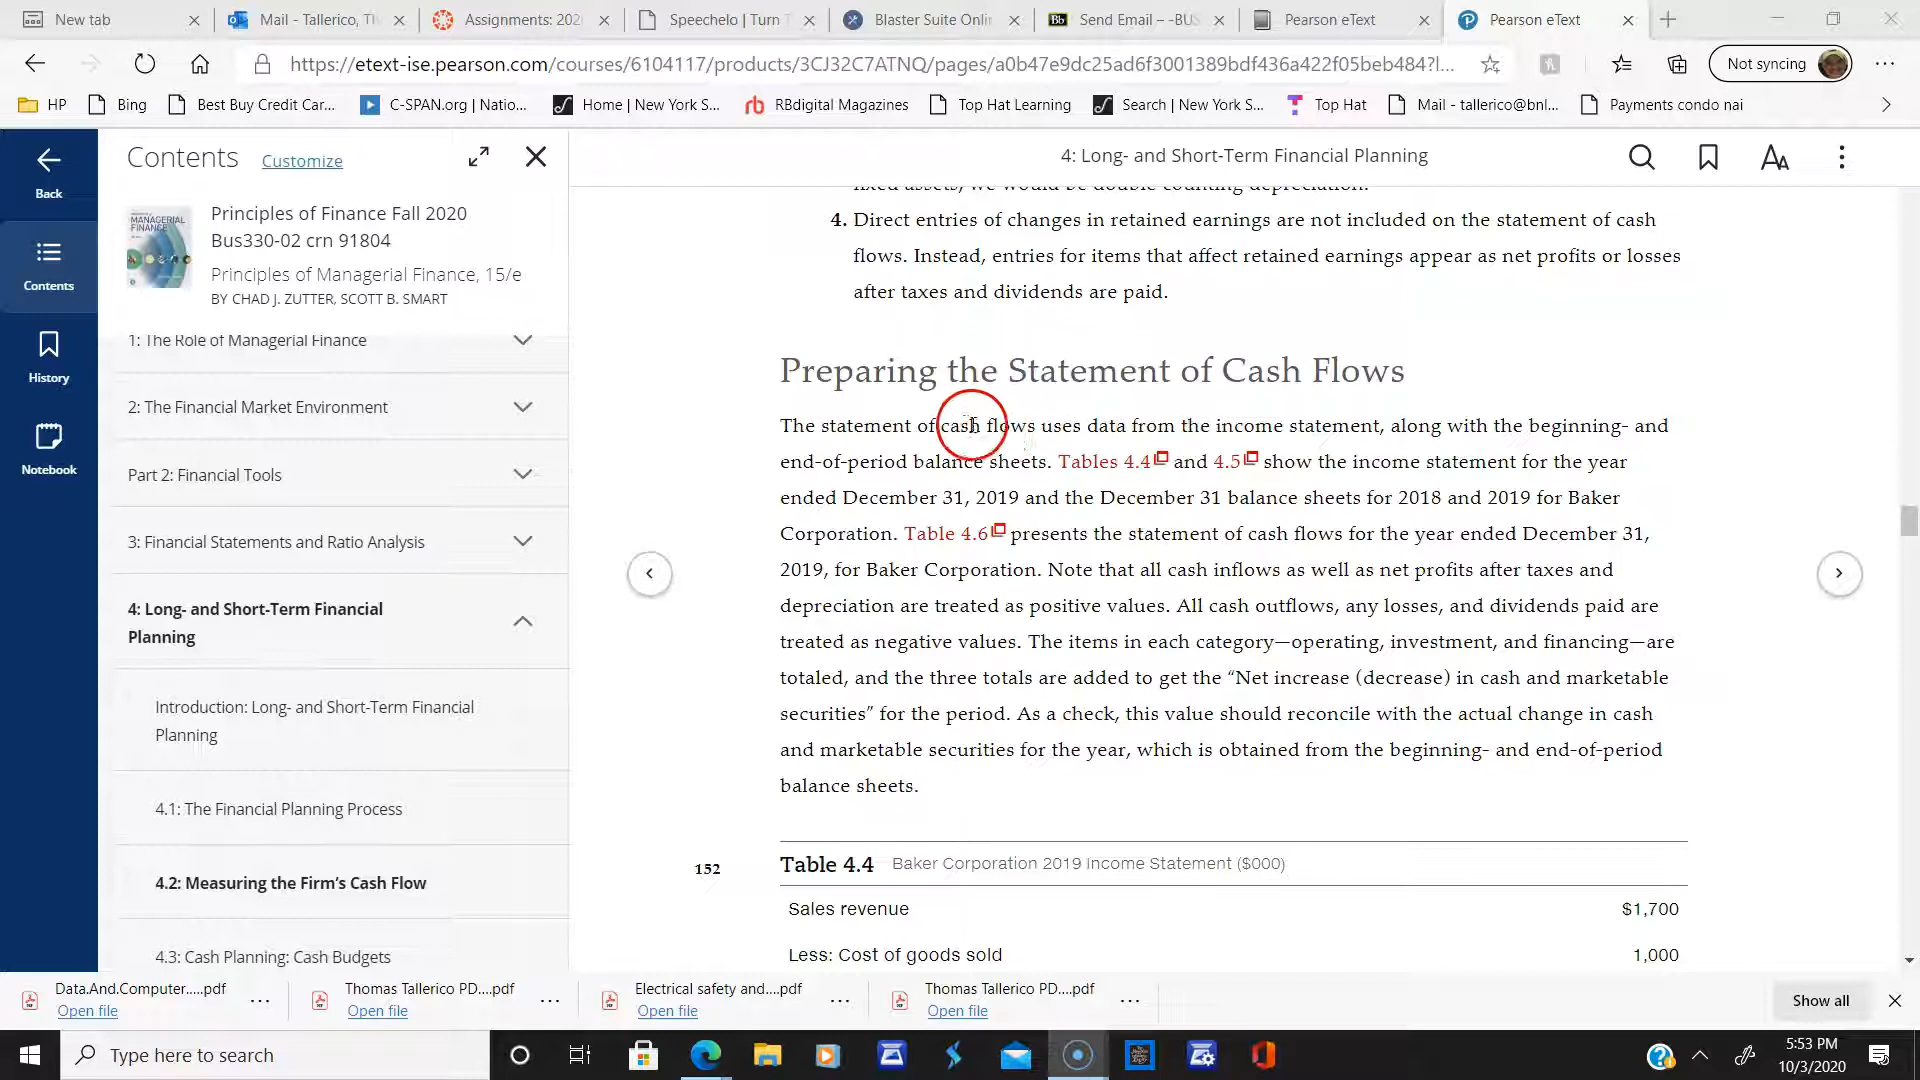 New tab
Mail - Tallerico, Th
Assignments: 202
Speechelo | Turn T
Blaster Suite Onli
Bb
Send Email – -BUS
Pearson eText
Pearson eText
https://etext-ise.pearson.com/courses/6104117/products/3CJ32C7ATNQ/pages/a0b47e9dc25ad6f3001389bdf436a422f05beb484?l...
Not syncing
HP
Bing
Best Buy Credit Car...
C-SPAN.org | Natio...
Home | New York S...
RBdigital Magazines
Top Hat Learning
Search | New York S...
Top Hat
Mail - tallerico@bnl...
Payments condo nai
Back
Contents
History
Notebook
Contents
Customize
MANAGERIAL
FINANCE
Principles of Finance Fall 2020
Bus330-02 crn 91804
Principles of Managerial Finance, 15/e
BY CHAD J. ZUTTER, SCOTT B. SMART
1: The Role of Managerial Finance
2: The Financial Market Environment
Part 2: Financial Tools
3: Financial Statements and Ratio Analysis
4: Long- and Short-Term Financial
Planning
Introduction: Long- and Short-Term Financial
Planning
4.1: The Financial Planning Process
4.2: Measuring the Firm's Cash Flow
4.3: Cash Planning: Cash Budgets
4: Long- and Short-Term Financial Planning
fixed assets, we would be double counting depreciation.
4. Direct entries of changes in retained earnings are not included on the statement of cash
flows. Instead, entries for items that affect retained earnings appear as net profits or losses
after taxes and dividends are paid.
Preparing the Statement of Cash Flows
The statement of cash flows uses data from the income statement, along with the beginning- and
end-of-period balance sheets. Tables 4.4 and 4.5 show the income statement for the year
ended December 31, 2019 and the December 31 balance sheets for 2018 and 2019 for Baker
Corporation. Table 4.6 presents the statement of cash flows for the year ended December 31,
2019, for Baker Corporation. Note that all cash inflows as well as net profits after taxes and
depreciation are treated as positive values. All cash outflows, any losses, and dividends paid are
treated as negative values. The items in each category—operating, investment, and financing—are
totaled, and the three totals are added to get the “Net increase (decrease) in cash and marketable
securities” for the period. As a check, this value should reconcile with the actual change in cash
and marketable securities for the year, which is obtained from the beginning- and end-of-period
balance sheets.
152
Table 4.4 Baker Corporation 2019 Income Statement ($000)
Sales revenue $1,700
Less: Cost of goods sold 1,000
Data.And.Computer.....pdf
Open file
Thomas Tallerico PD....pdf
Open file
Electrical safety and....pdf
Open file
Thomas Tallerico PD....pdf
Open file
Show all
Type here to search
5:53 PM
10/3/2020